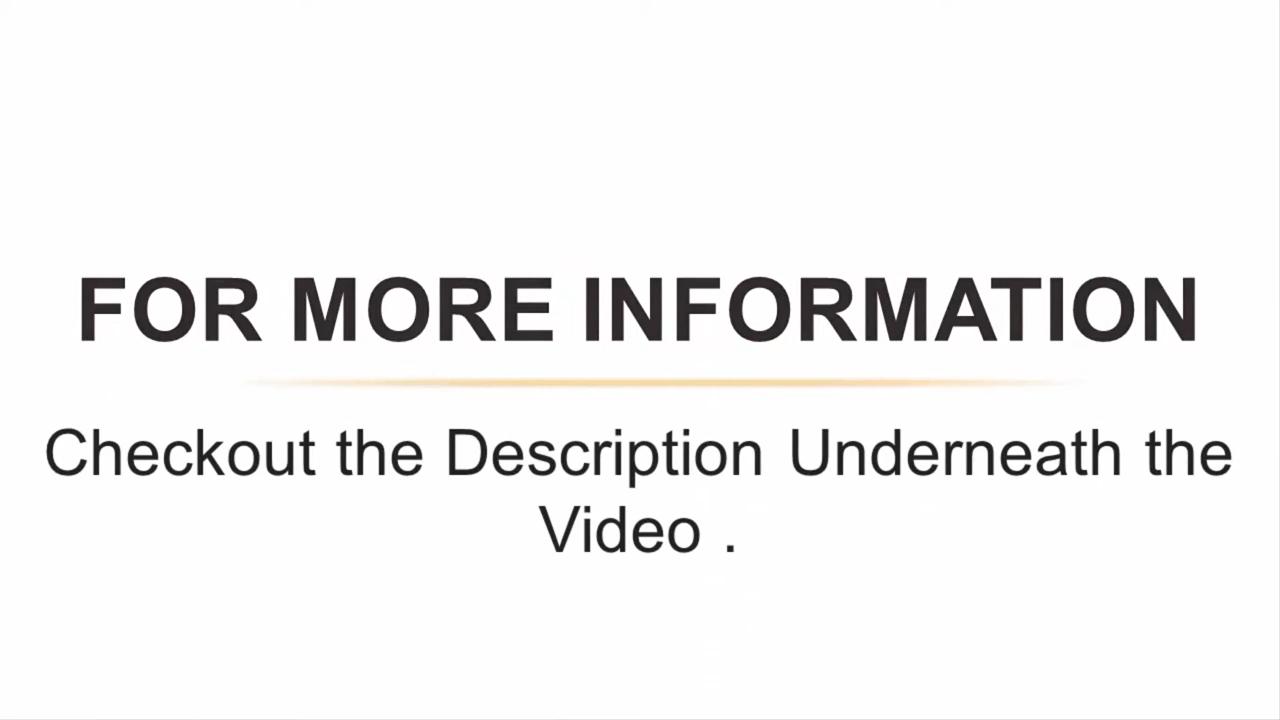 FOR MORE INFORMATION
Checkout the Description Underneath the
Video .